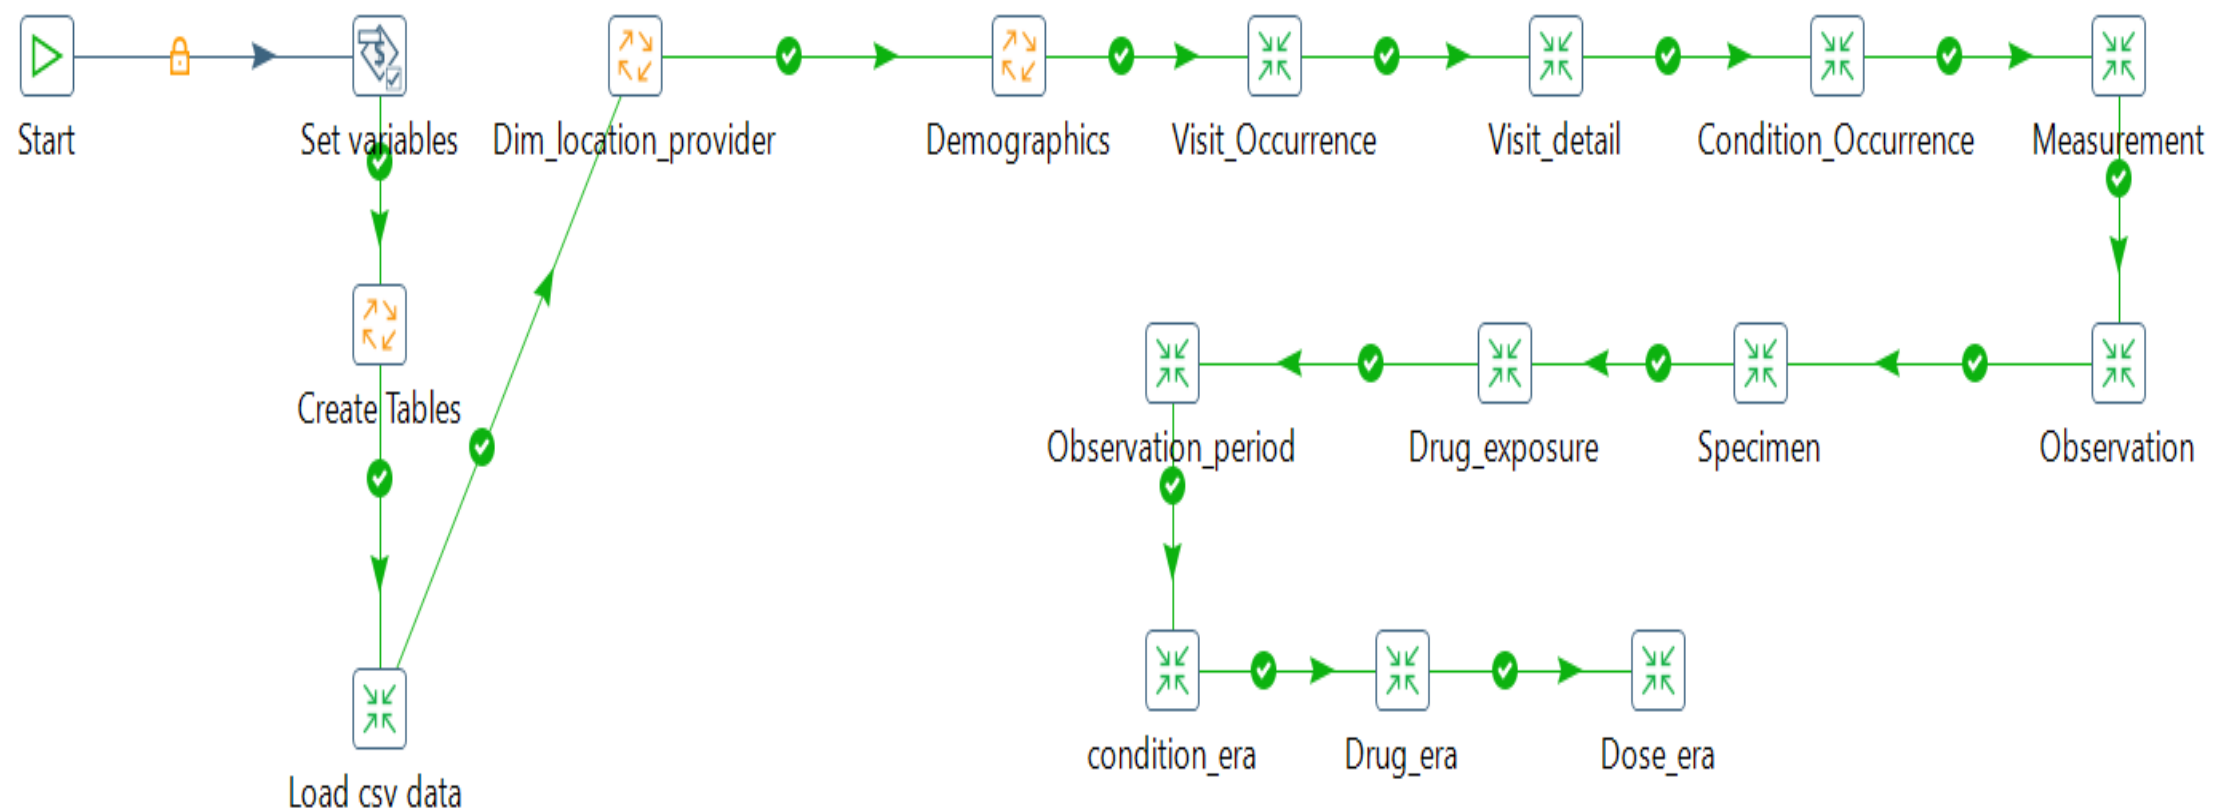 Start
Set variables
Dim_location_provider
Demographics
Visit_Occurrence
Visit_detail
Condition_Occurrence
Measurement
Create Tables
Observation_period
Drug_exposure
Specimen
Observation
condition_era
Drug_era
Dose_era
Load csv data